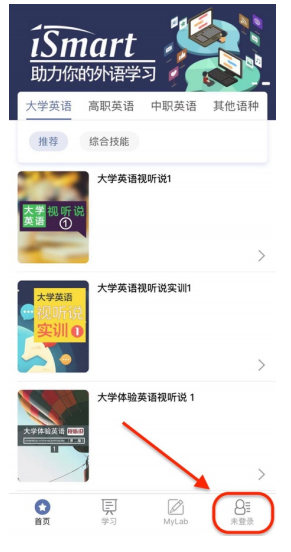 iSmart
助力你的外语学习
大学英语 高职英语 中职英语 其他语种
推荐 综合技能
大学英语视听说1
大学
英语 视听说
①
大学英语视听说实训1
大学英语
视听说
实训 1
大学体验英语视听说 1
大学体验英语
1
首页 学习 MyLab 未登录